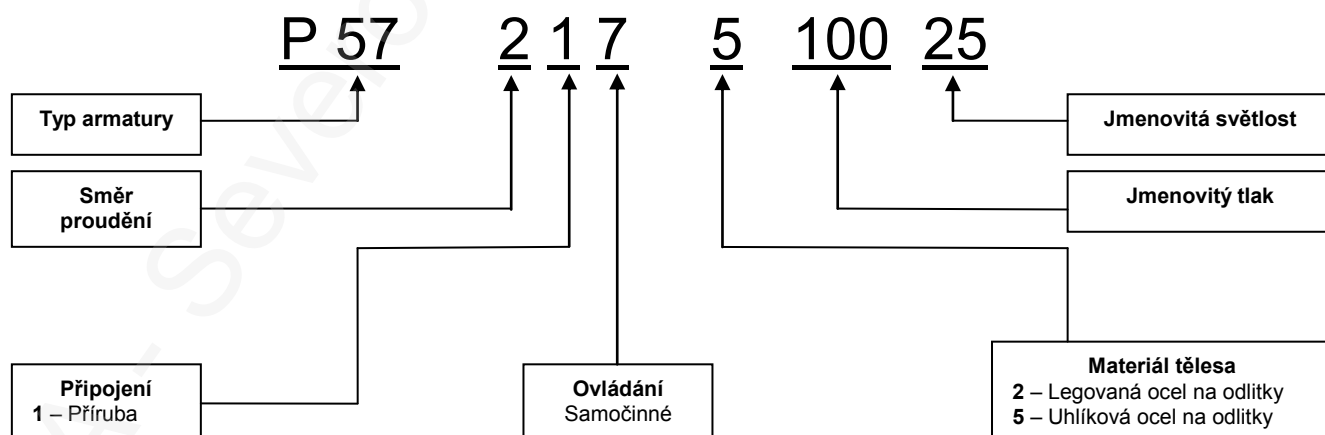 P 57 2 1 7 5 100 25
Typ armatury
Jmenovitá světlost
Směr
proudění
Jmenovitý tlak
Připojení
1 – Příruba
Ovládání
Samočinné
Materiál tělesa
2 – Legovaná ocel na odlitky
5 – Uhlíková ocel na odlitky
A - Severo